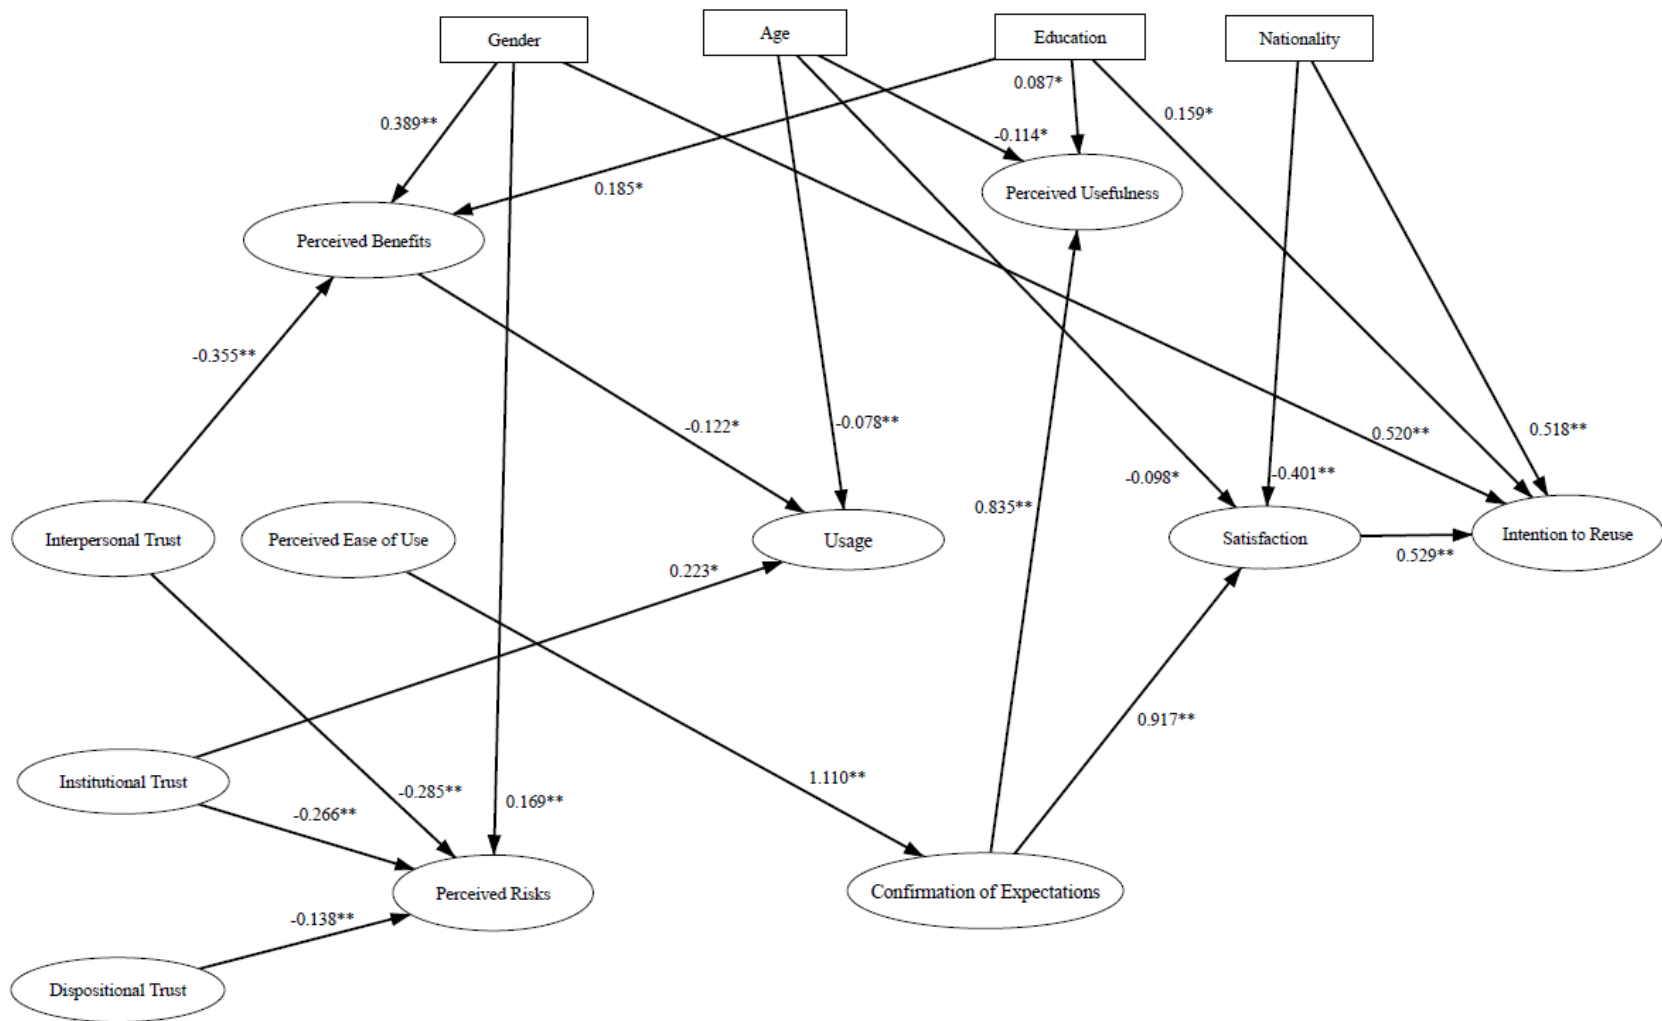 Gender
Age
Education
Nationality
0.087*
0.159*
0.389**
-0.114*
0.185*
Perceived Usefulness
Perceived Benefits
-0.355**
-0.122*
-0.078**
0.520**
0.518**
-0.098*
-0.401**
0.835**
Interpersonal Trust
Perceived Ease of Use
Usage
Satisfaction
Intention to Reuse
0.529**
0.223*
0.917**
Institutional Trust
1.110**
-0.285**
0.169**
-0.266**
Perceived Risks
Confirmation of Expectations
-0.138**
Dispositional Trust